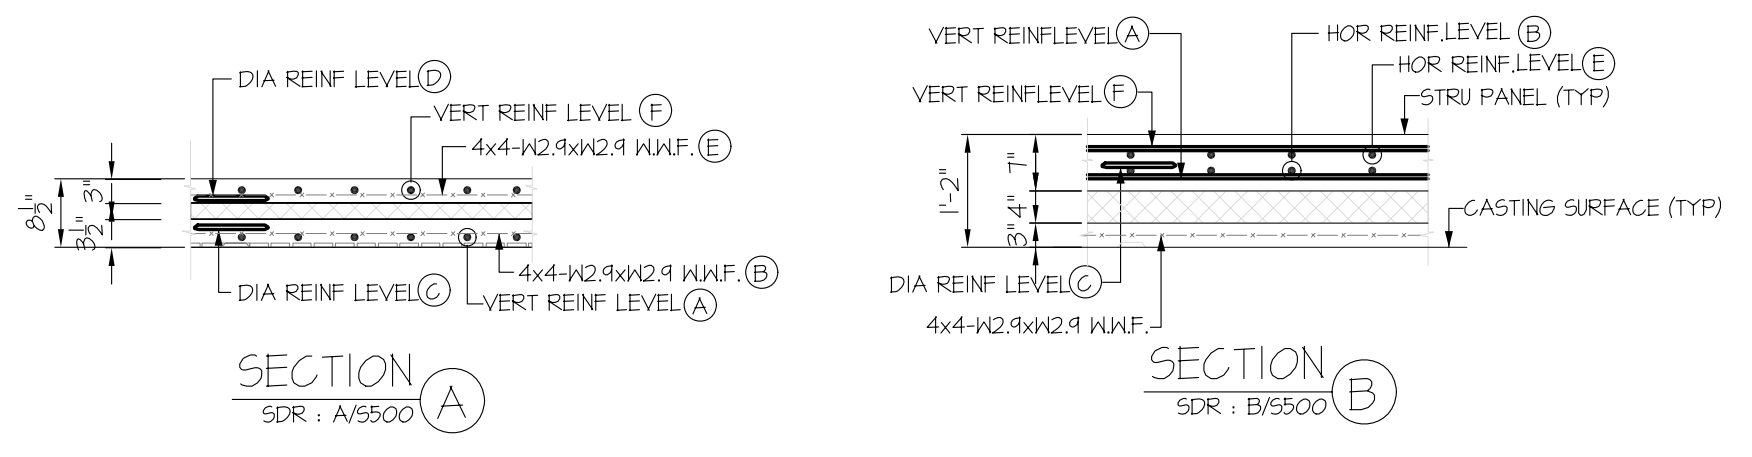 DIA REINF LEVEL D
VERT REINF LEVEL F
4x4-W2.9xW2.9 W.W.F. E
3"
8 1/2"
3 1/2"
4x4-W2.9xW2.9 W.W.F. B
DIA REINF LEVEL C
VERT REINF LEVEL A
SECTION
SDR : A/S500
A
VERT REINFLEVEL A
HOR REINF.LEVEL B
HOR REINF.LEVEL E
VERT REINFLEVEL F
STRU PANEL (TYP)
7"
1'-2"
4"
3"
CASTING SURFACE (TYP)
DIA REINF LEVEL C
4x4-W2.9xW2.9 W.W.F.
SECTION
SDR : B/S500
B